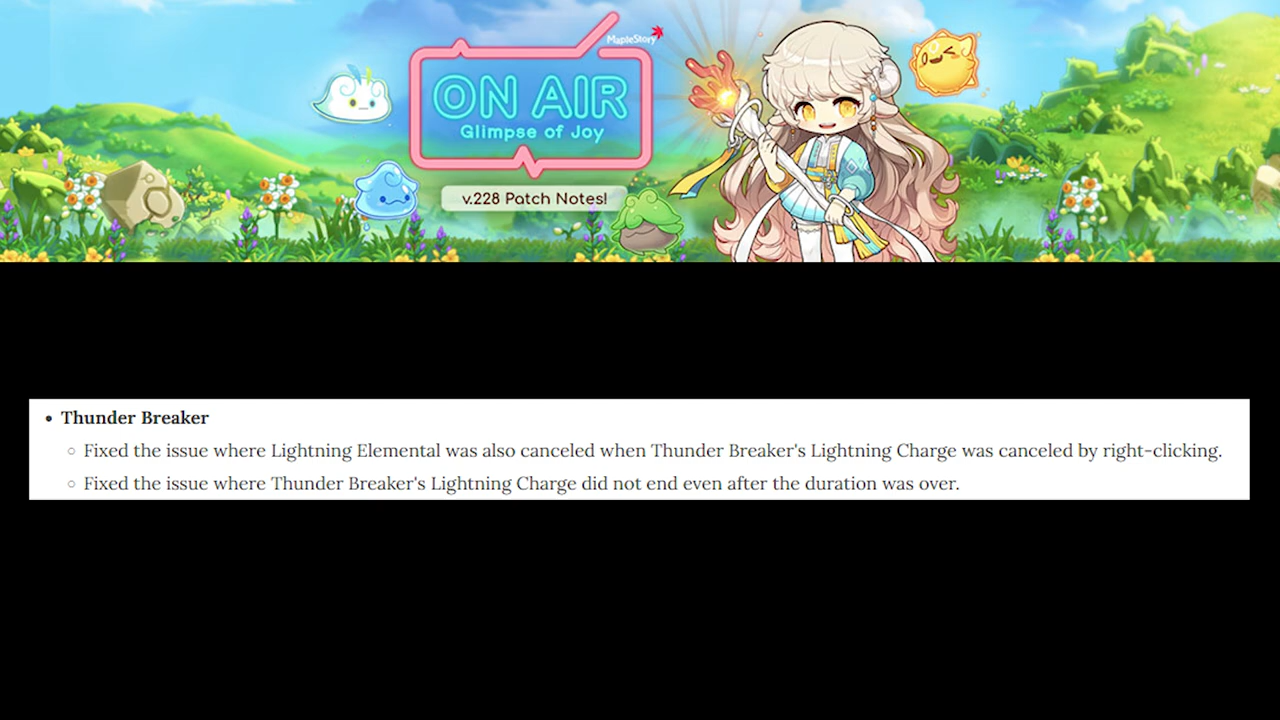 MapleStory
ON AIR
Glimpse of Joy
v.228 Patch Notes!
• Thunder Breaker
○ Fixed the issue where Lightning Elemental was also canceled when Thunder Breaker's Lightning Charge was canceled by right-clicking.
○ Fixed the issue where Thunder Breaker's Lightning Charge did not end even after the duration was over.